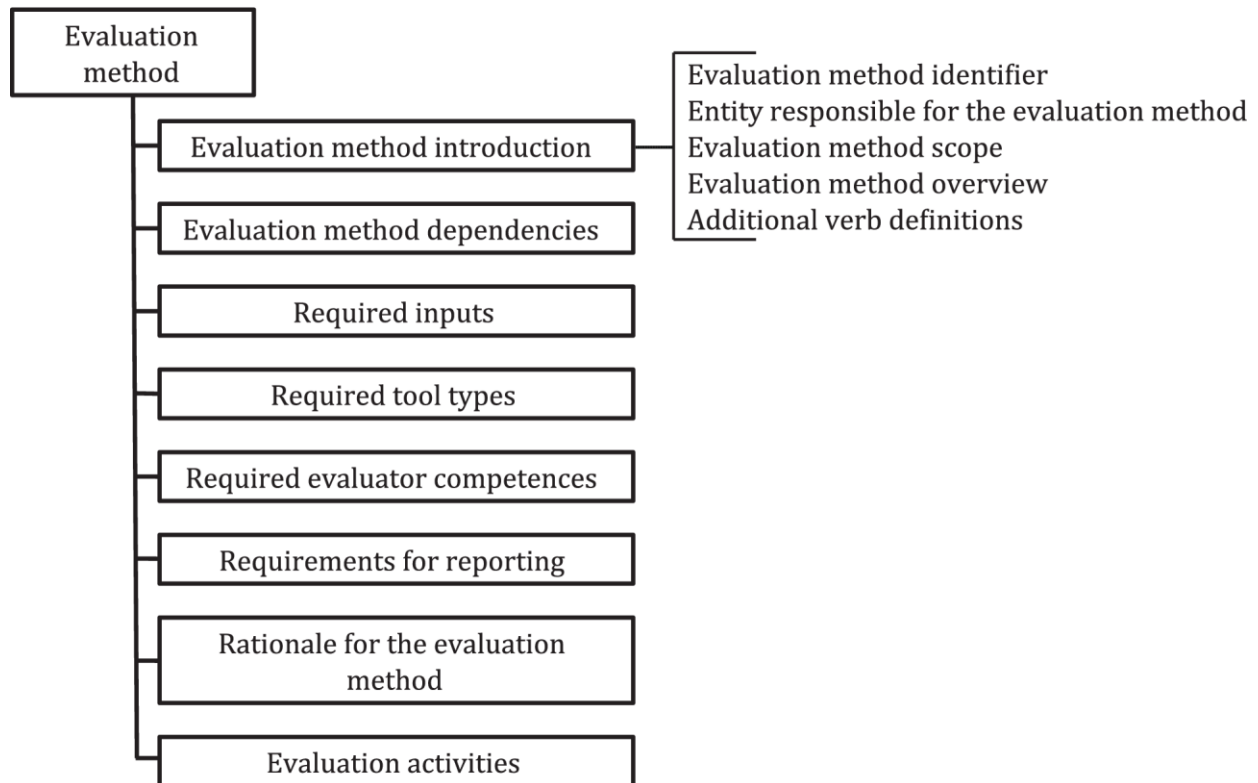 Evaluation
method
Evaluation method introduction
Evaluation method identifier
Entity responsible for the evaluation method
Evaluation method scope
Evaluation method overview
Additional verb definitions
Evaluation method dependencies
Required inputs
Required tool types
Required evaluator competences
Requirements for reporting
Rationale for the evaluation
method
Evaluation activities